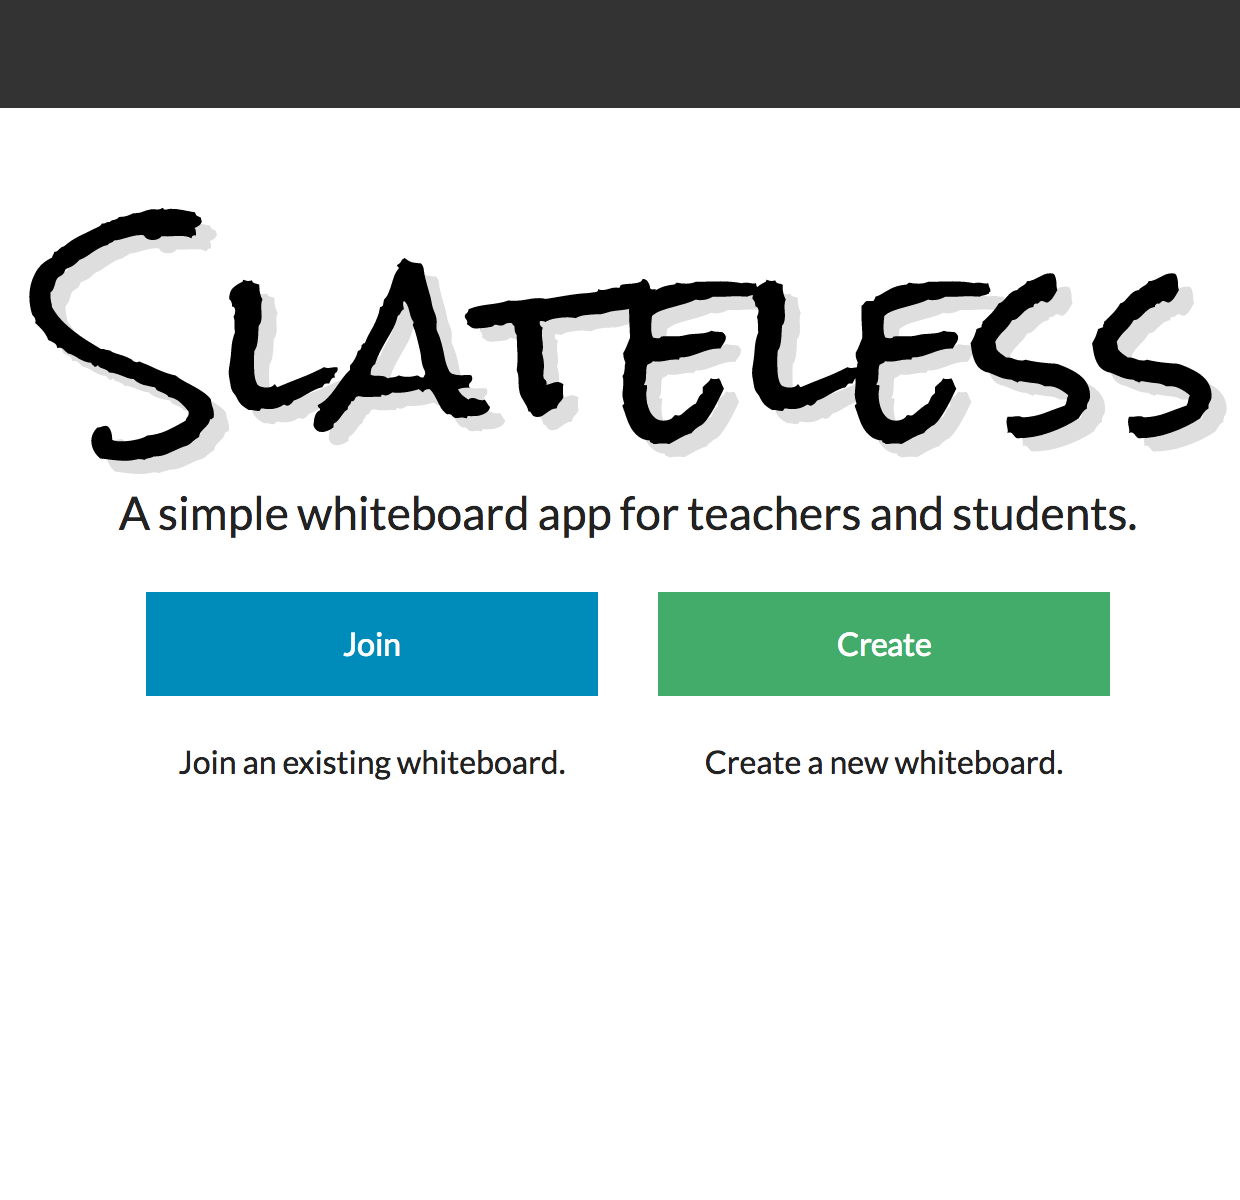 Slateless
A simple whiteboard app for teachers and students.
Join
Create
Join an existing whiteboard.
Create a new whiteboard.